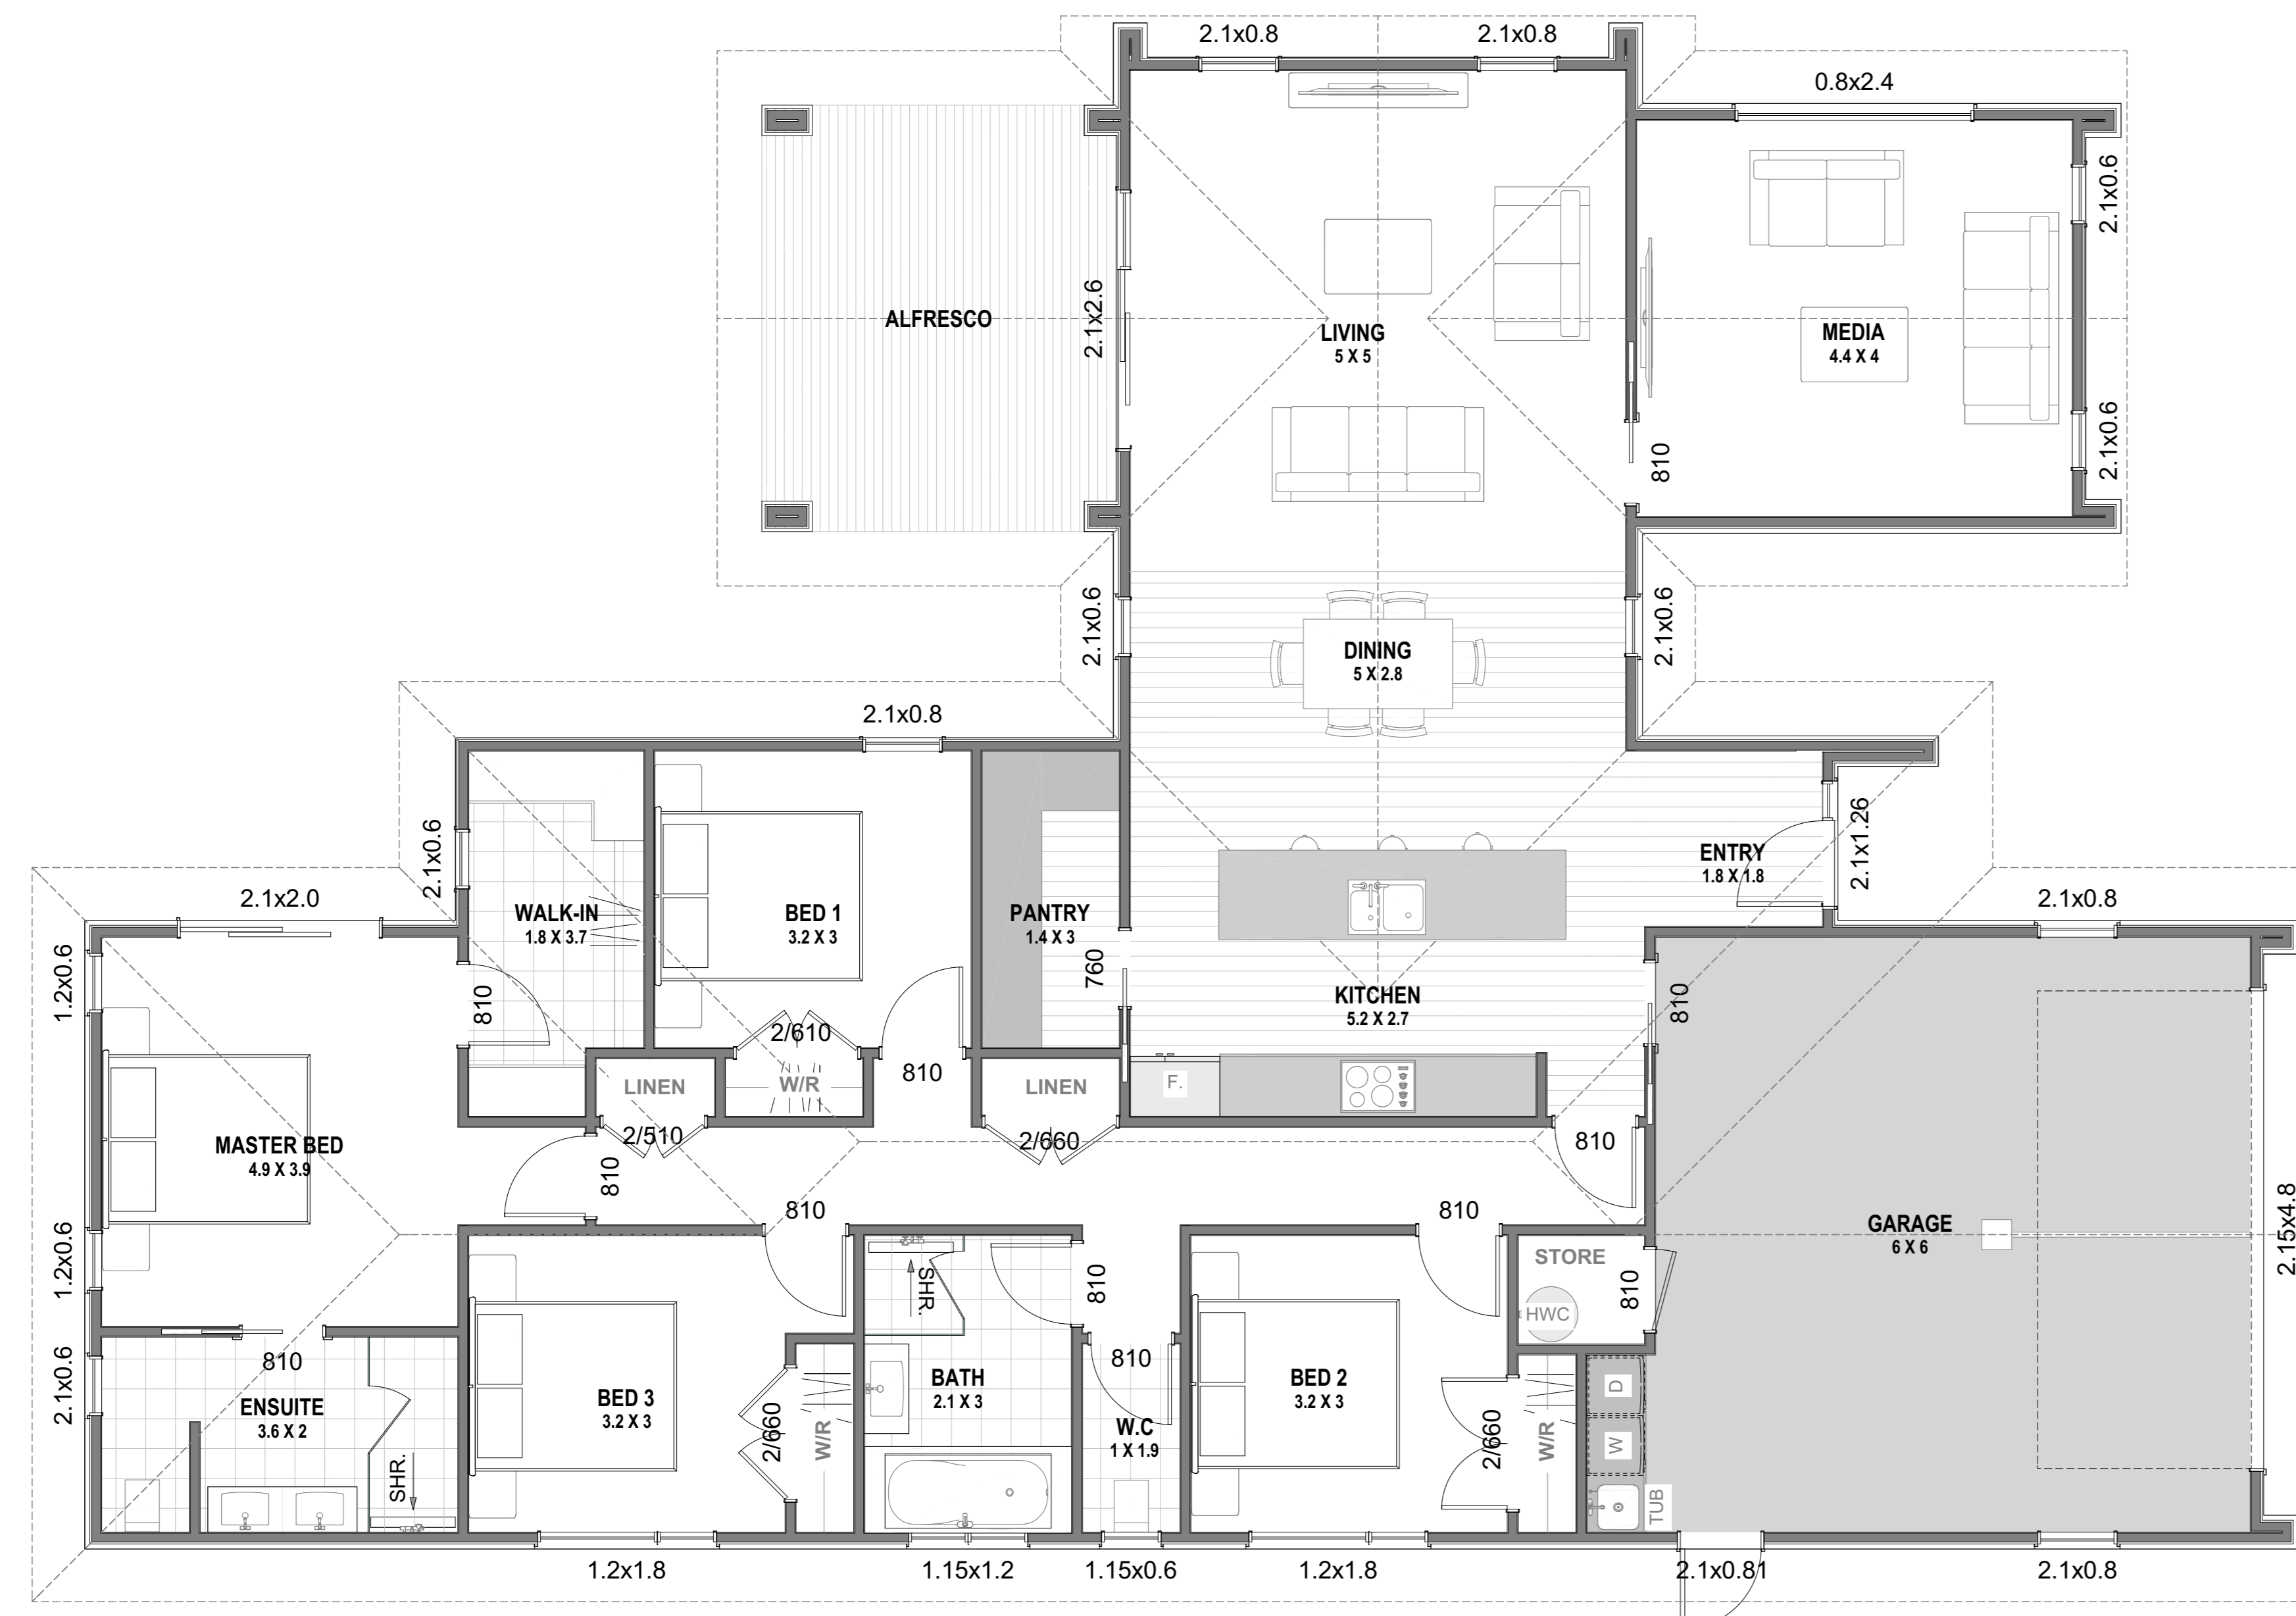 2.1x0.8
2.1x0.8
0.8x2.4
2.1x0.6
ALFRESCO
2.1x2.6
LIVING
5 X 5
MEDIA
4.4 X 4
2.1x0.6
810
2.1x0.6
DINING
5 X 2.8
2.1x0.6
2.1x0.8
2.1x0.6
2.1x1.26
ENTRY
1.8 X 1.8
2.1x2.0
2.1x0.8
WALK-IN
1.8 X 3.7
BED 1
3.2 X 3
PANTRY
1.4 X 3
760
KITCHEN
5.2 X 2.7
1.2x0.6
810
810
2/610
810
LINEN
W/R
LINEN
F.
MASTER BED
4.9 X 3.9
2/510
2/660
810
810
810
810
GARAGE
6 X 6
2.15x4.8
1.2x0.6
SHR.
810
STORE
810
HWC
2.1x0.6
810
ENSUITE
3.6 X 2
BED 3
3.2 X 3
BATH
2.1 X 3
810
W.C
1 X 1.9
BED 2
3.2 X 3
D
2/660
W/R
2/660
W/R
W
SHR.
TUB
1.2x1.8
1.15x1.2
1.15x0.6
1.2x1.8
2.1x0.81
2.1x0.8